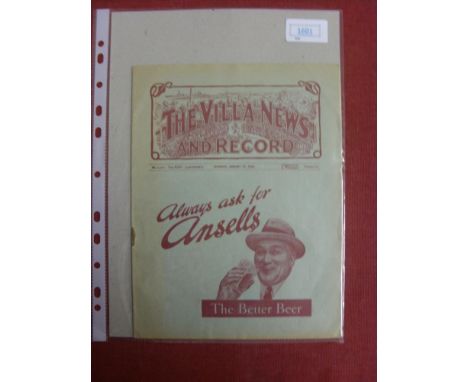 1601
THE VILLA NEWS
AND RECORD
Always ask for
Ansells
The Better Beer